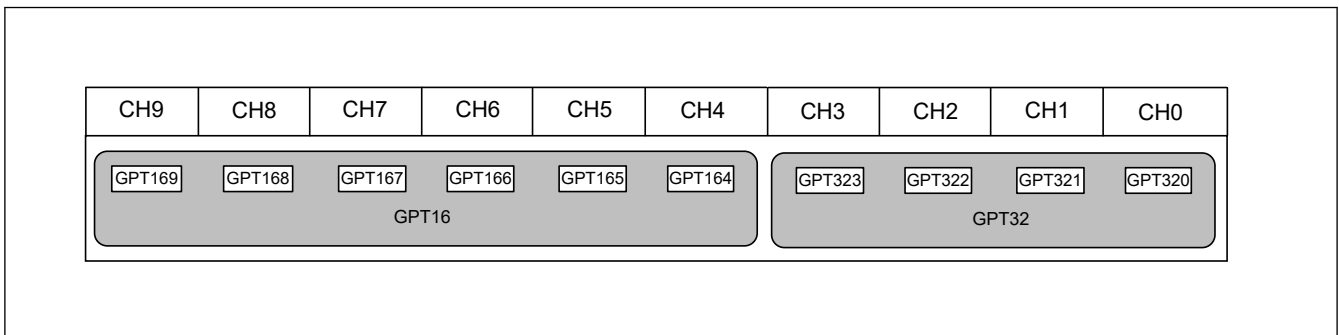 CH9 CH8 CH7 CH6 CH5 CH4 CH3 CH2 CH1 CH0
GPT169 GPT168 GPT167 GPT166 GPT165 GPT164 GPT323 GPT322 GPT321 GPT320
GPT16 GPT32